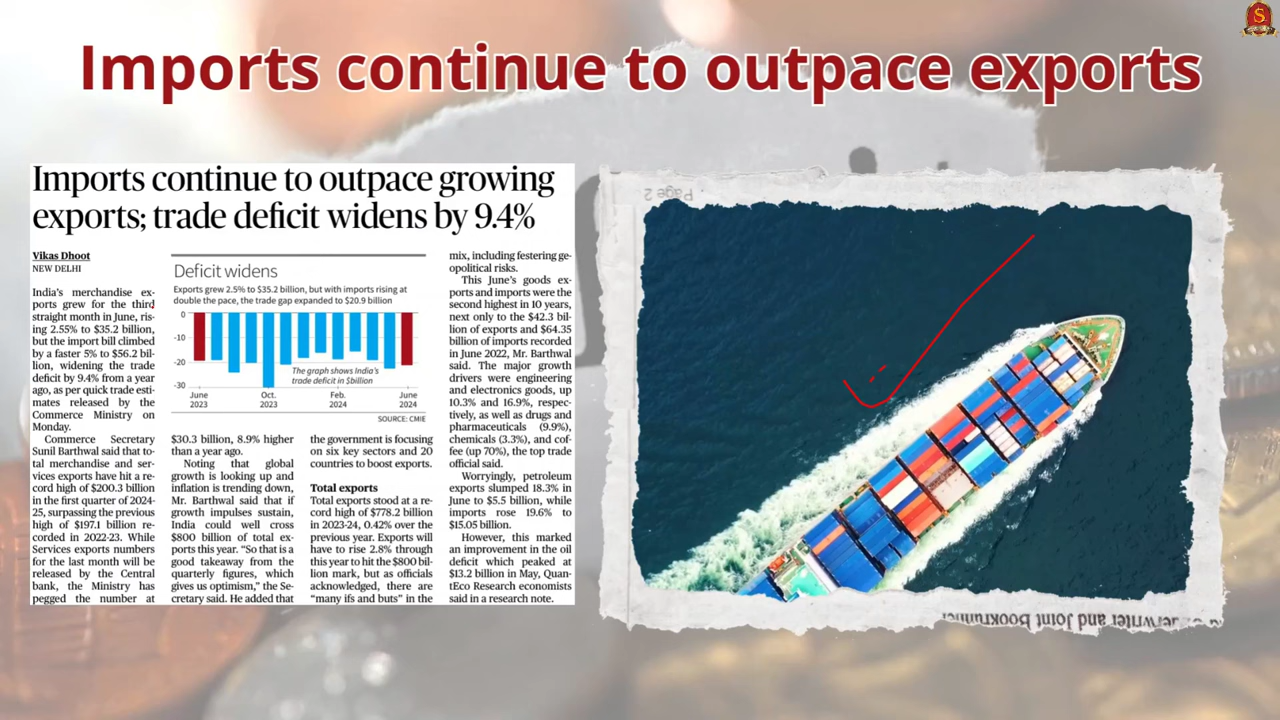 Imports continue to outpace exports
Imports continue to outpace growing
exports; trade deficit widens by 9.4%
Vikas Dhoot
NEW DELHI
India's merchandise ex-
ports grew for the third
straight month in June, ris-
ing 2.55% to $35.2 billion,
but the import bill climbed
by a faster 5% to $56.2 bil-
lion, widening the trade
deficit by 9.4% from a year
ago, as per quick trade esti-
mates released by the
Commerce Ministry on
Monday.
Commerce Secretary
Sunil Barthwal said that to-
tal merchandise and ser-
vices exports have hit a re-
cord high of $200.3 billion
in the first quarter of 2024-
25, surpassing the previous
high of $197.1 billion re-
corded in 2022-23. While
Services exports numbers
for the last month will be
released by the Central
bank, the Ministry has
pegged the number at
Deficit widens
Exports grew 2.5% to $35.2 billion, but with imports rising at
double the pace, the trade gap expanded to $20.9 billion
0
-10
-20
-30
The graph shows India's
trade deficit in $billion
June
2023
Oct.
2023
Feb.
2024
June
2024
SOURCE: CMIE
$30.3 billion, 8.9% higher
than a year ago.
Noting that global
growth is looking up and
inflation is trending down,
Mr. Barthwal said that if
growth impulses sustain,
India could well cross
$800 billion of total ex-
ports this year. “So that is a
good takeaway from the
quarterly figures, which
gives us optimism,” the Se-
cretary said. He added that
the government is focusing
on six key sectors and 20
countries to boost exports.
Total exports
Total exports stood at a re-
cord high of $778.2 billion
in 2023-24, 0.42% over the
previous year. Exports will
have to rise 2.8% through
this year to hit the $800 bil-
lion mark, but as officials
acknowledged, there are
“many ifs and buts” in the
mix, including festering ge-
opolitical risks.
This June's goods ex-
ports and imports were the
second highest in 10 years,
next only to the $42.3 bil-
lion of exports and $64.35
billion of imports recorded
in June 2022, Mr. Barthwal
said. The major growth
drivers were engineering
and electronics goods, up
10.3% and 16.9%, respec-
tively, as well as drugs and
pharmaceuticals (9.9%),
chemicals (3.3%), and cof-
fee (up 70%), the top trade
official said.
Worryingly, petroleum
exports slumped 18.3% in
June to $5.5 billion, while
imports rose 19.6% to
$15.05 billion.
However, this marked
an improvement in the oil
deficit which peaked at
$13.2 billion in May, Quan-
tEco Research economists
said in a research note.
Page 2
and Joint Bookrunner
S